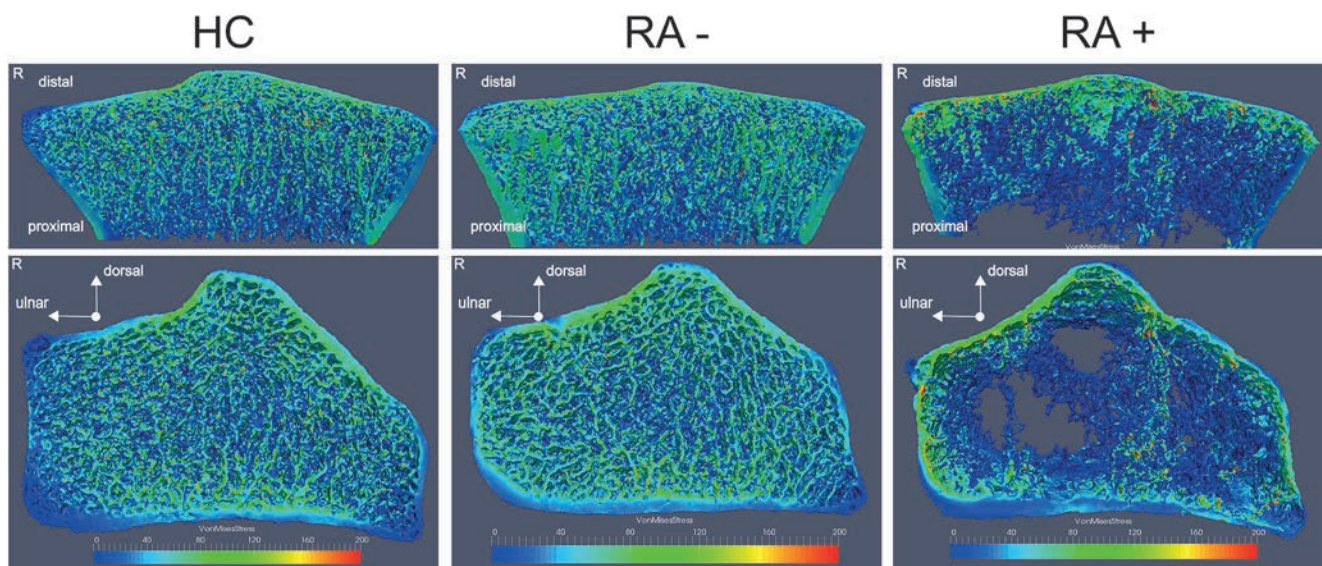 HC
RA -
RA +
R
distal
proximal
R
distal
proximal
R
distal
proximal
VonMisesStress
R
dorsal
ulnar
VonMisesStress
0 40 80 120 160 200
R
dorsal
ulnar
VonMisesStress
0 40 80 120 160 200
R
dorsal
ulnar
VonMisesStress
0 40 80 120 160 200